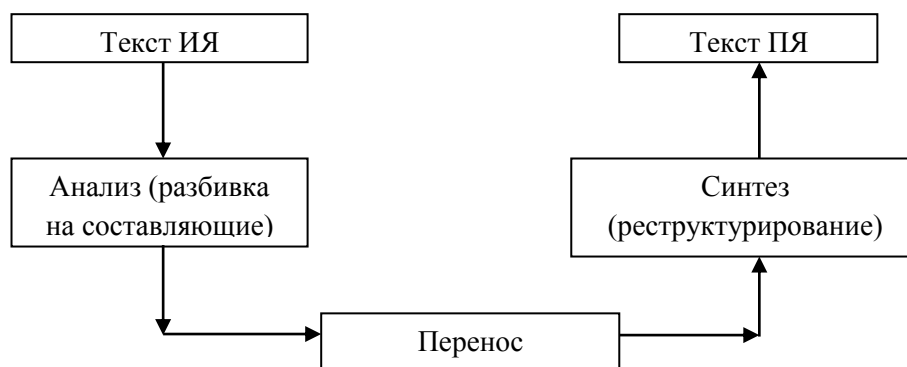 Текст ИЯ
Текст ПЯ
Анализ (разбивка
на составляющие)
Синтез
(реструктурирование)
Перенос